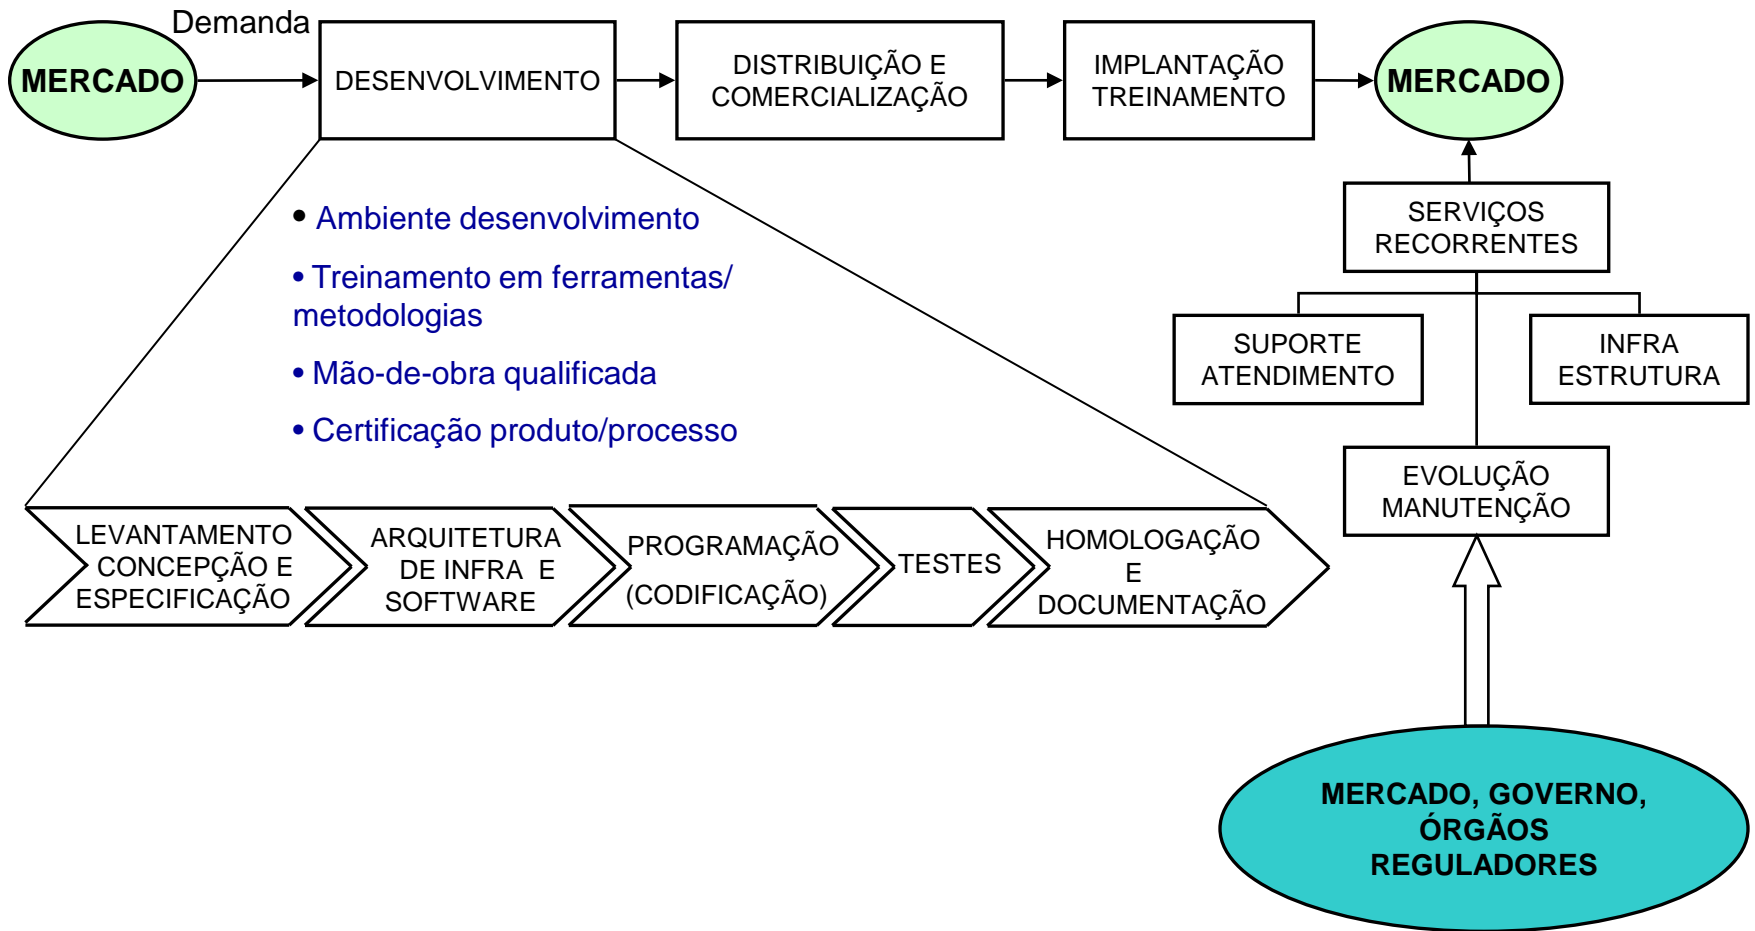 Demanda
MERCADO
DESENVOLVIMENTO
DISTRIBUIÇÃO E
COMERCIALIZAÇÃO
IMPLANTAÇÃO
TREINAMENTO
MERCADO
• Ambiente desenvolvimento
• Treinamento em ferramentas/
metodologias
• Mão-de-obra qualificada
• Certificação produto/processo
SERVIÇOS
RECORRENTES
SUPORTE
ATENDIMENTO
INFRA
ESTRUTURA
EVOLUÇÃO
MANUTENÇÃO
LEVANTAMENTO
CONCEPÇÃO E
ESPECIFICAÇÃO
ARQUITETURA
DE INFRA E
SOFTWARE
PROGRAMAÇÃO
(CODIFICAÇÃO)
TESTES
HOMOLOGAÇÃO
E
DOCUMENTAÇÃO
MERCADO, GOVERNO,
ÓRGÃOS
REGULADORES